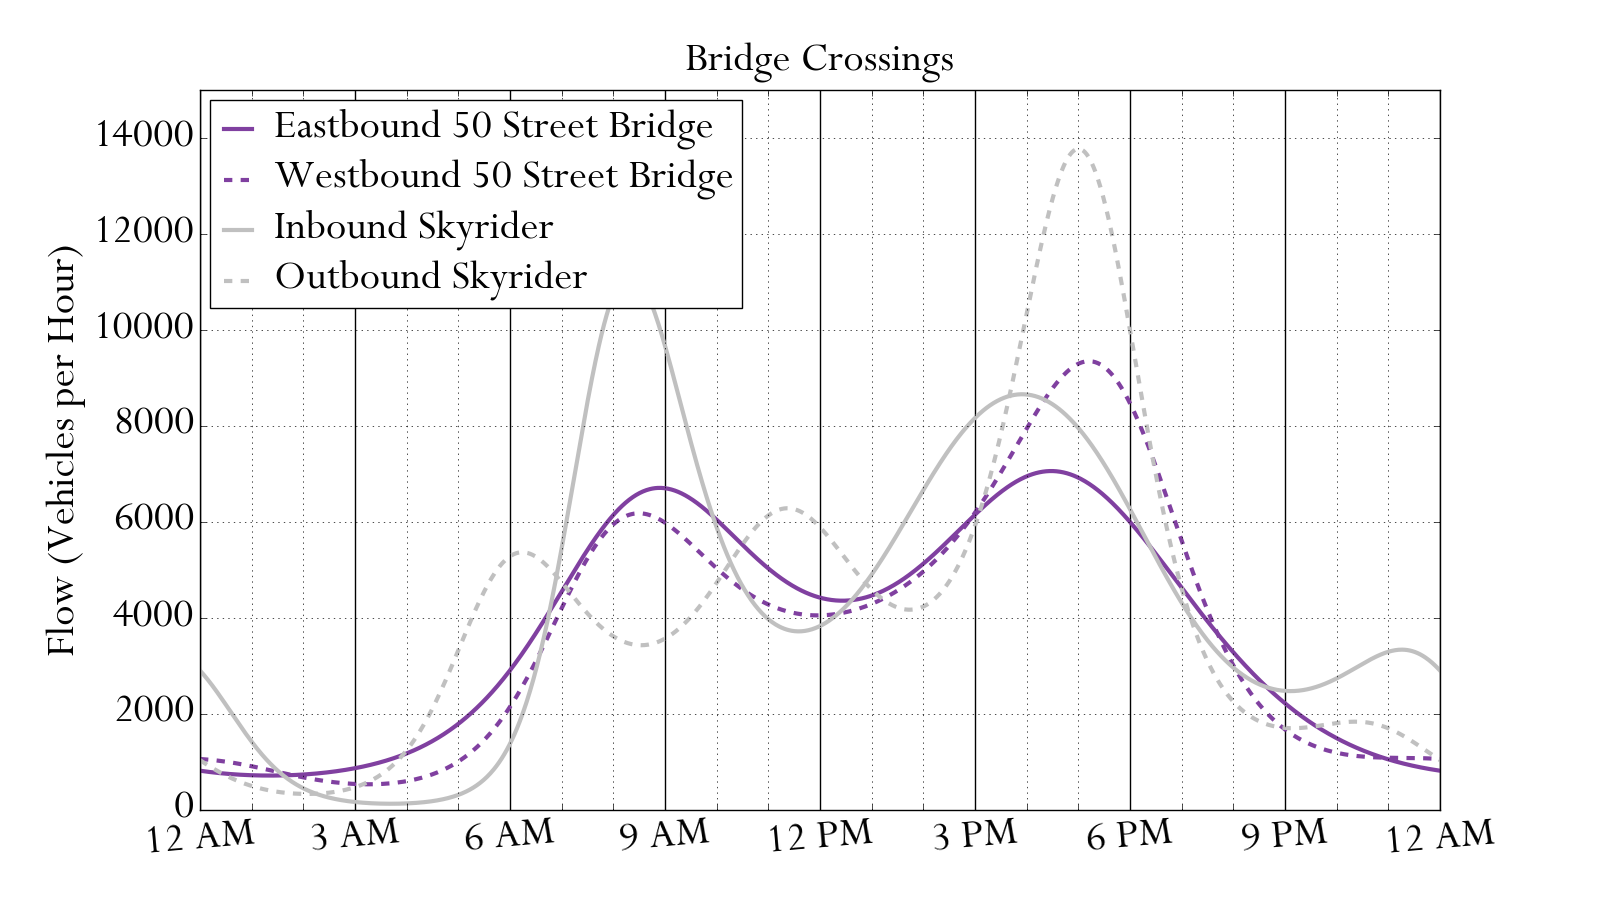 Bridge Crossings
Eastbound 50 Street Bridge
Westbound 50 Street Bridge
Inbound Skyrider
Outbound Skyrider
Flow (Vehicles per Hour)
14000
12000
10000
8000
6000
4000
2000
0
12 AM 3 AM 6 AM 9 AM 12 PM 3 PM 6 PM 9 PM 12 AM